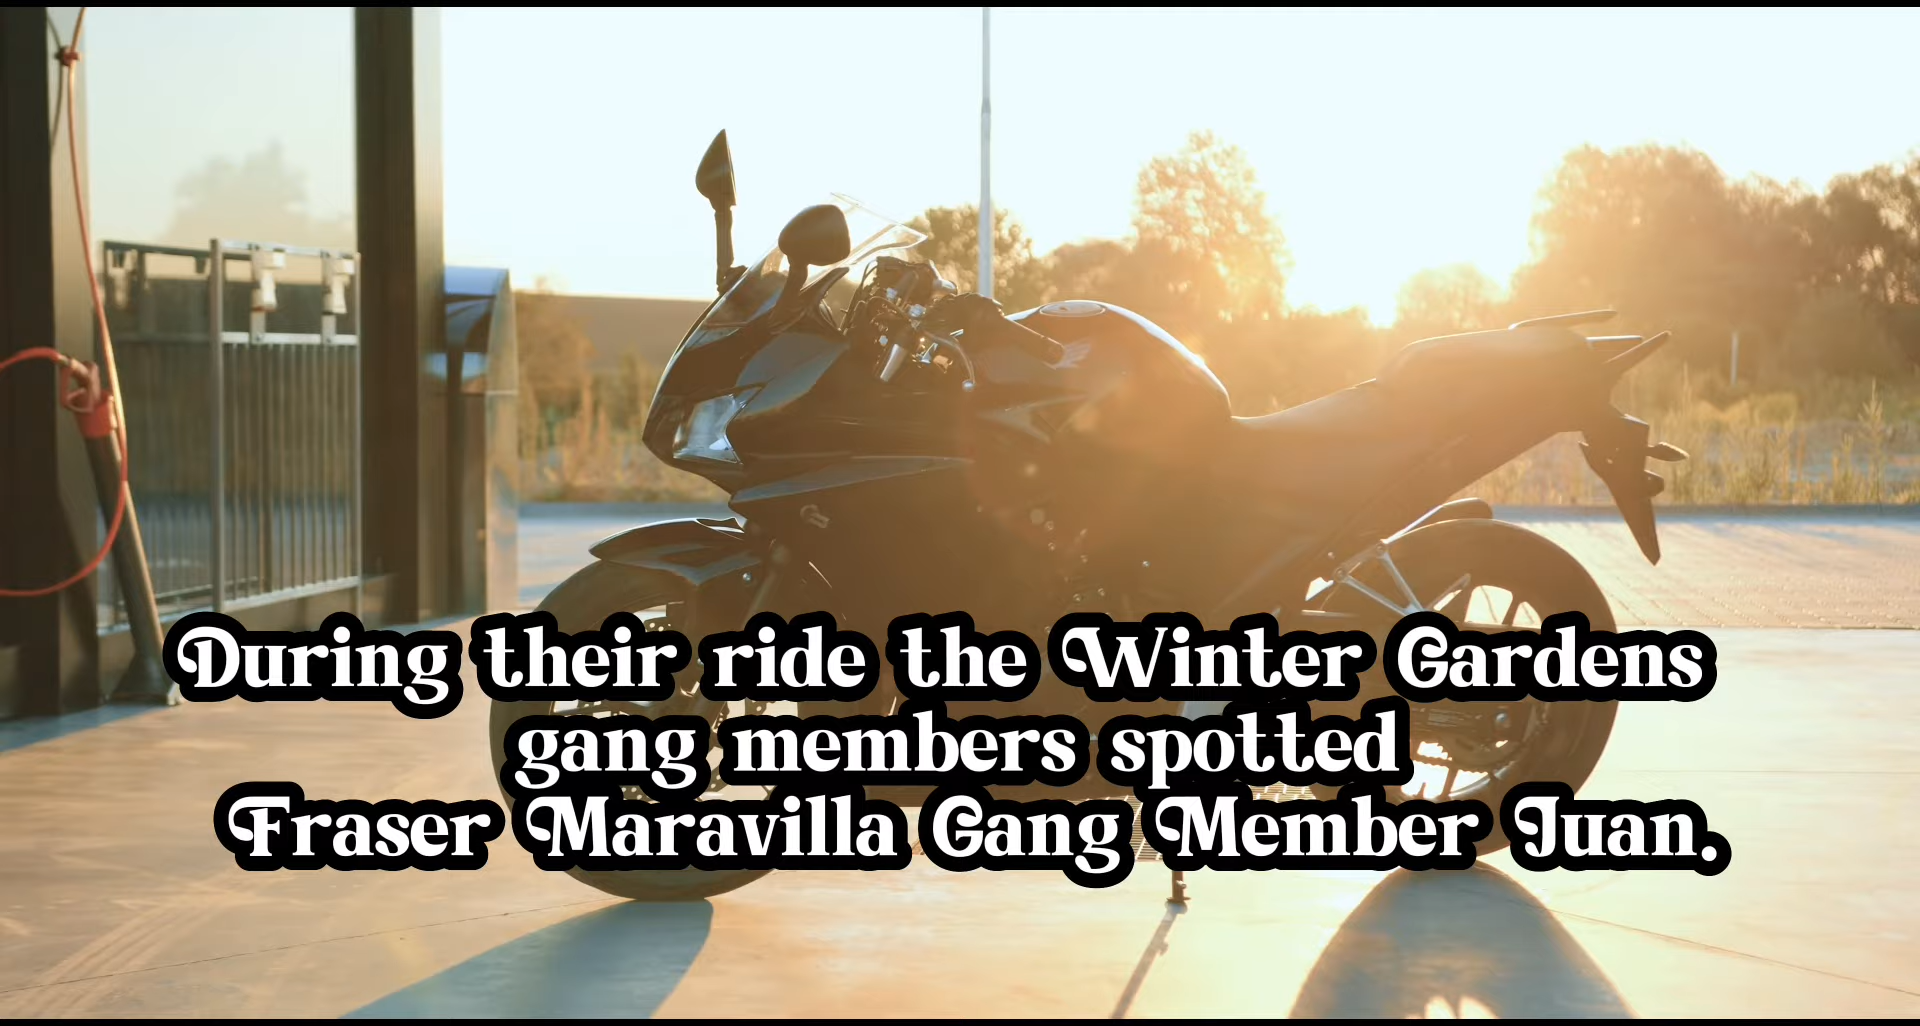 During their ride the Winter Gardens
gang members spotted
Fraser Maravilla Gang Member Juan.